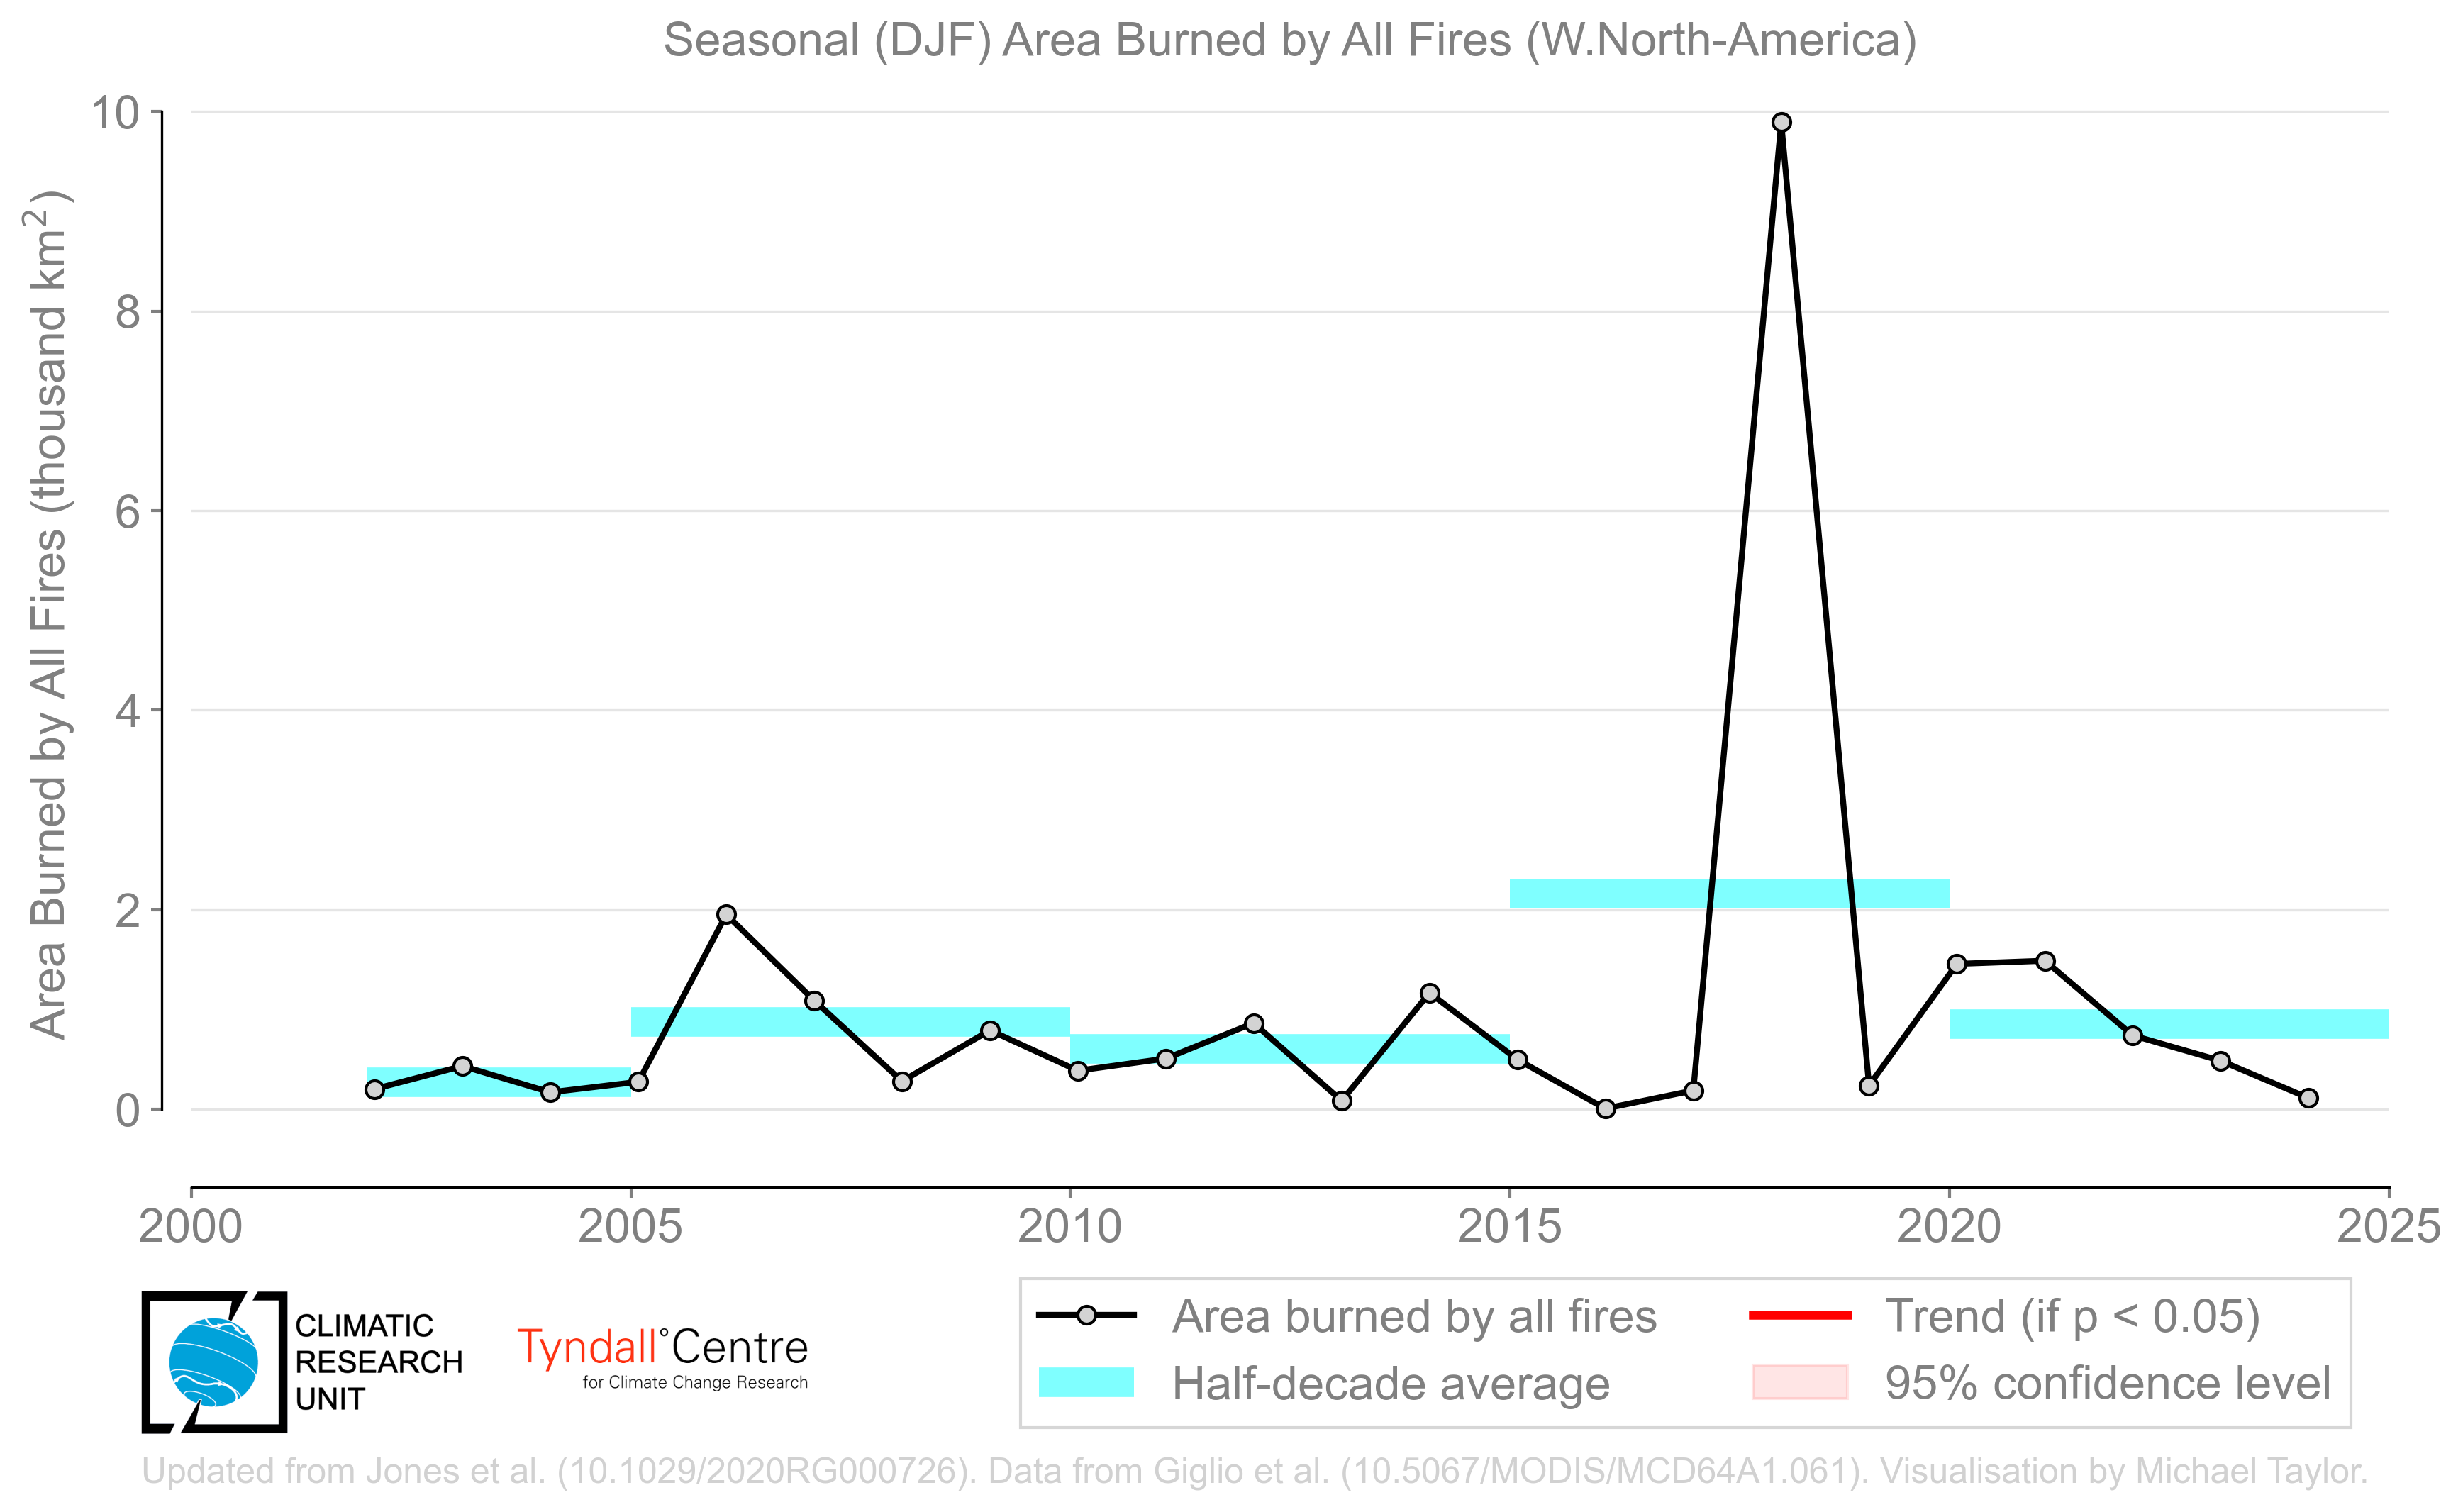 Seasonal (DJF) Area Burned by All Fires (W.North-America)
Area Burned by All Fires (thousand km²)
10
8
6
4
2
0
2000
2005
2010
2015
2020
2025
CLIMATIC
RESEARCH
UNIT
Tyndall°Centre
for Climate Change Research
Area burned by all fires
Trend (if p < 0.05)
Half-decade average
95% confidence level
Updated from Jones et al. (10.1029/2020RG000726). Data from Giglio et al. (10.5067/MODIS/MCD64A1.061). Visualisation by Michael Taylor.